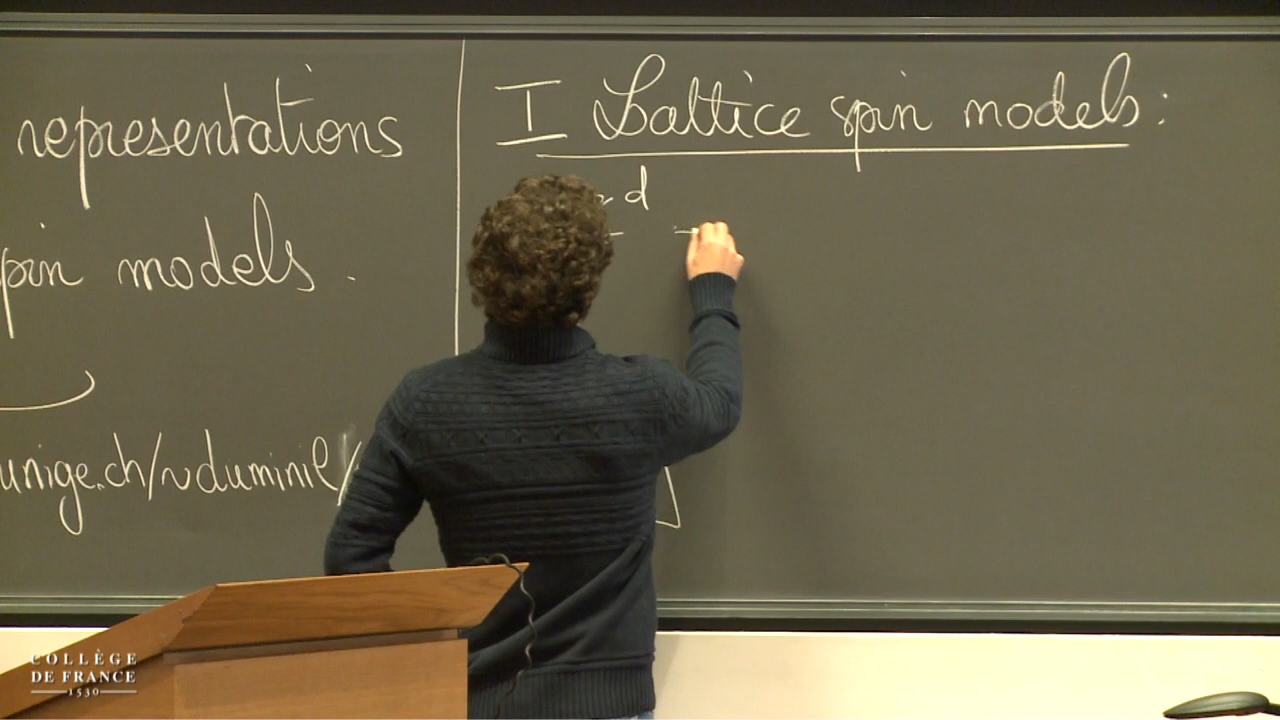 representations
pin models.
unige.ch/~duminil/
I Lattice spin models:
d
COLLÈGE
DE FRANCE
1530